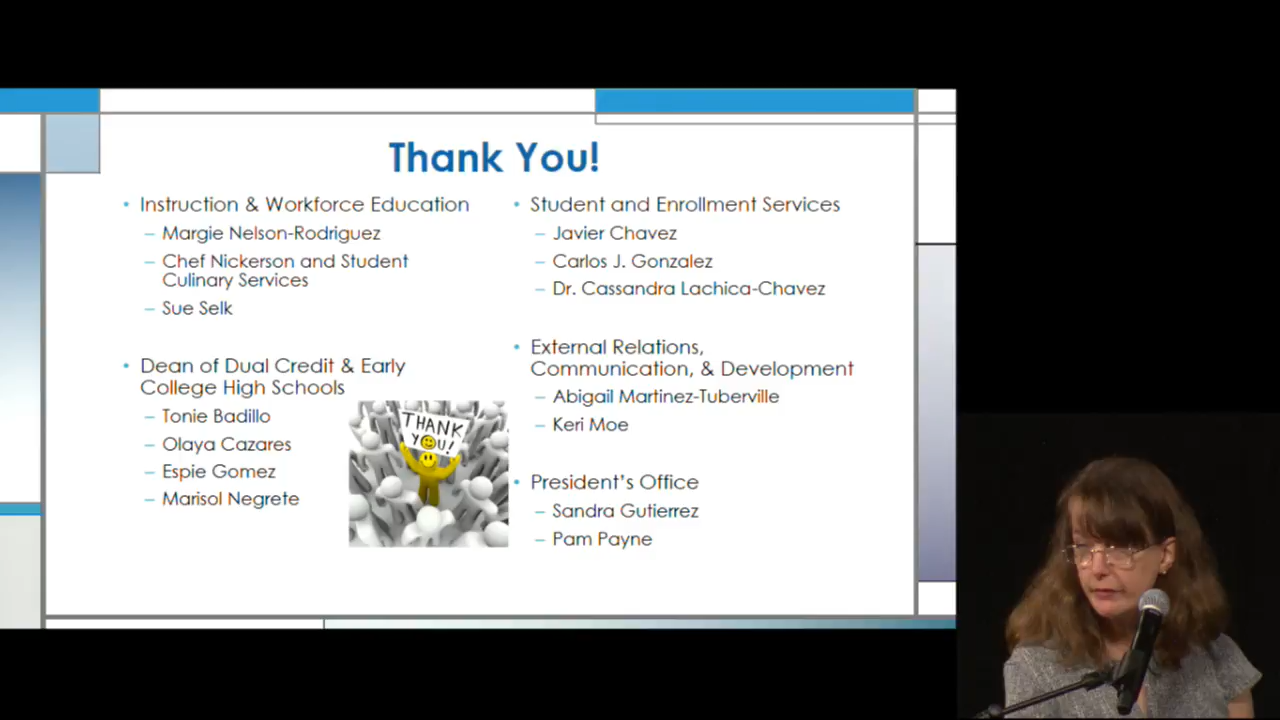 Thank You!
• Instruction & Workforce Education
– Margie Nelson-Rodriguez
– Chef Nickerson and Student
Culinary Services
– Sue Selk
• Dean of Dual Credit & Early
College High Schools
– Tonie Badillo
– Olaya Cazares
– Espie Gomez
– Marisol Negrete
THANK
YOU!
• Student and Enrollment Services
– Javier Chavez
– Carlos J. Gonzalez
– Dr. Cassandra Lachica-Chavez
• External Relations,
Communication, & Development
– Abigail Martinez-Tuberville
– Keri Moe
• President’s Office
– Sandra Gutierrez
– Pam Payne